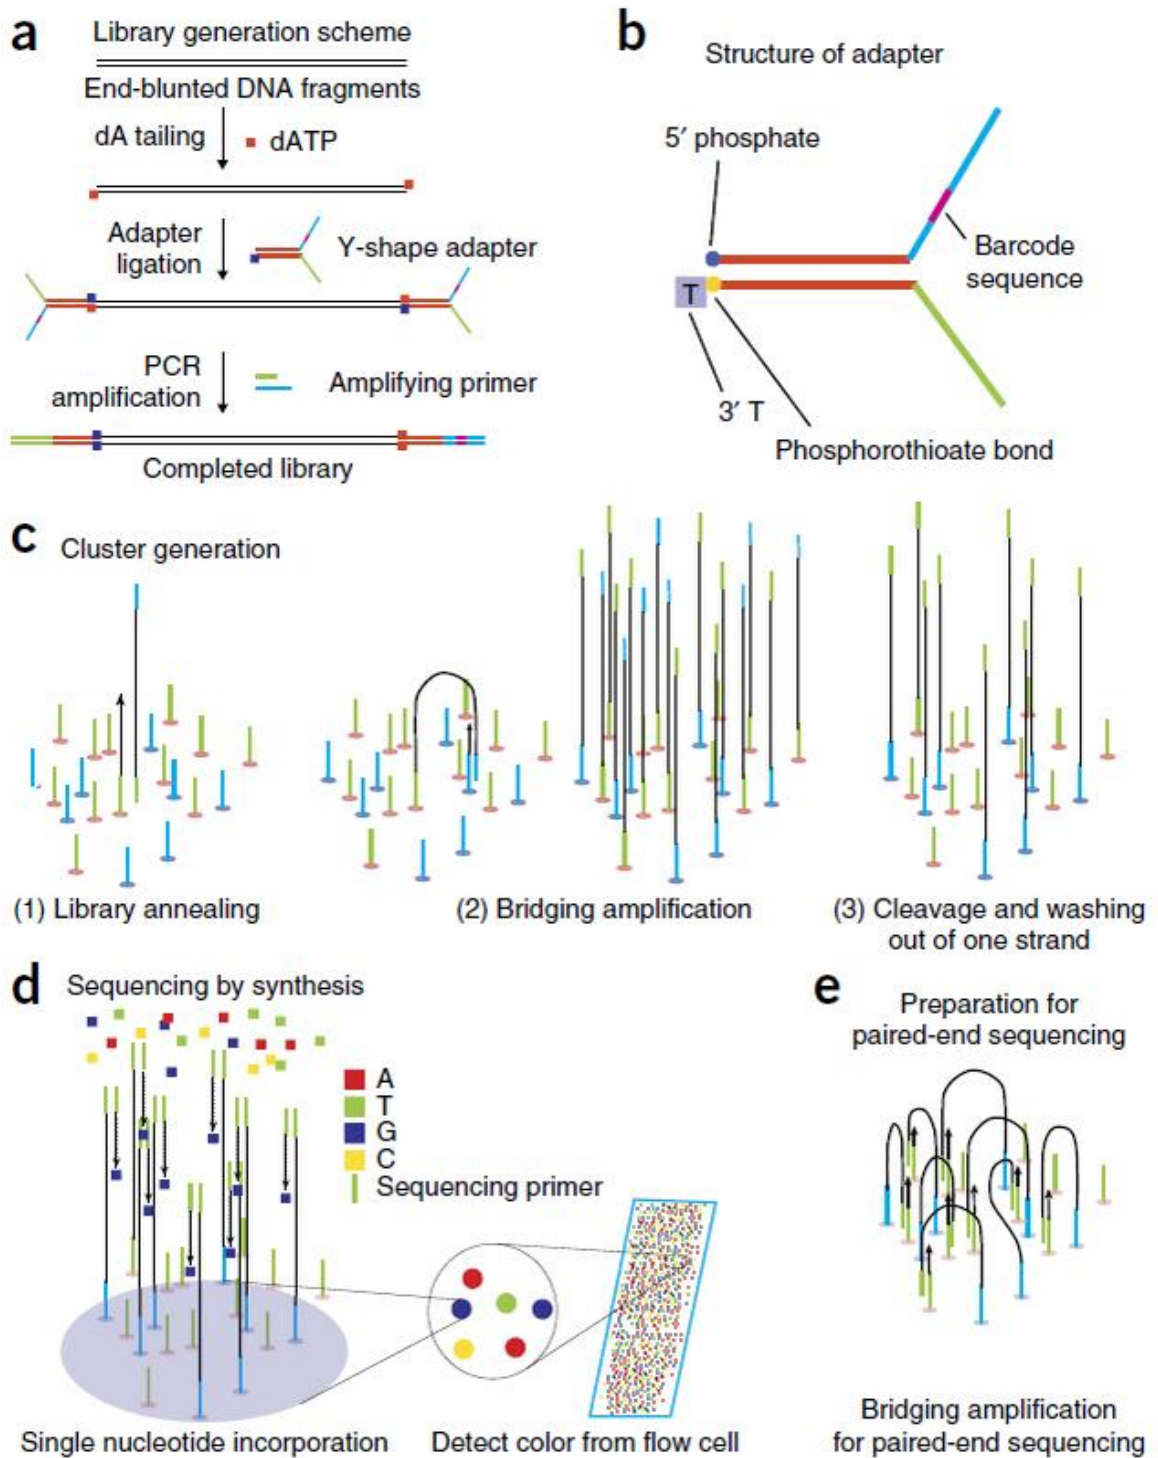 a
Library generation scheme
End-blunted DNA fragments
dA tailing
dATP
Adapter
ligation
Y-shape adapter
PCR
amplification
Amplifying primer
Completed library
b
Structure of adapter
5′ phosphate
Barcode
sequence
T
3′ T
Phosphorothioate bond
c
Cluster generation
(1) Library annealing
(2) Bridging amplification
(3) Cleavage and washing
out of one strand
d
Sequencing by synthesis
A
T
G
C
Sequencing primer
Single nucleotide incorporation
Detect color from flow cell
e
Preparation for
paired-end sequencing
Bridging amplification
for paired-end sequencing